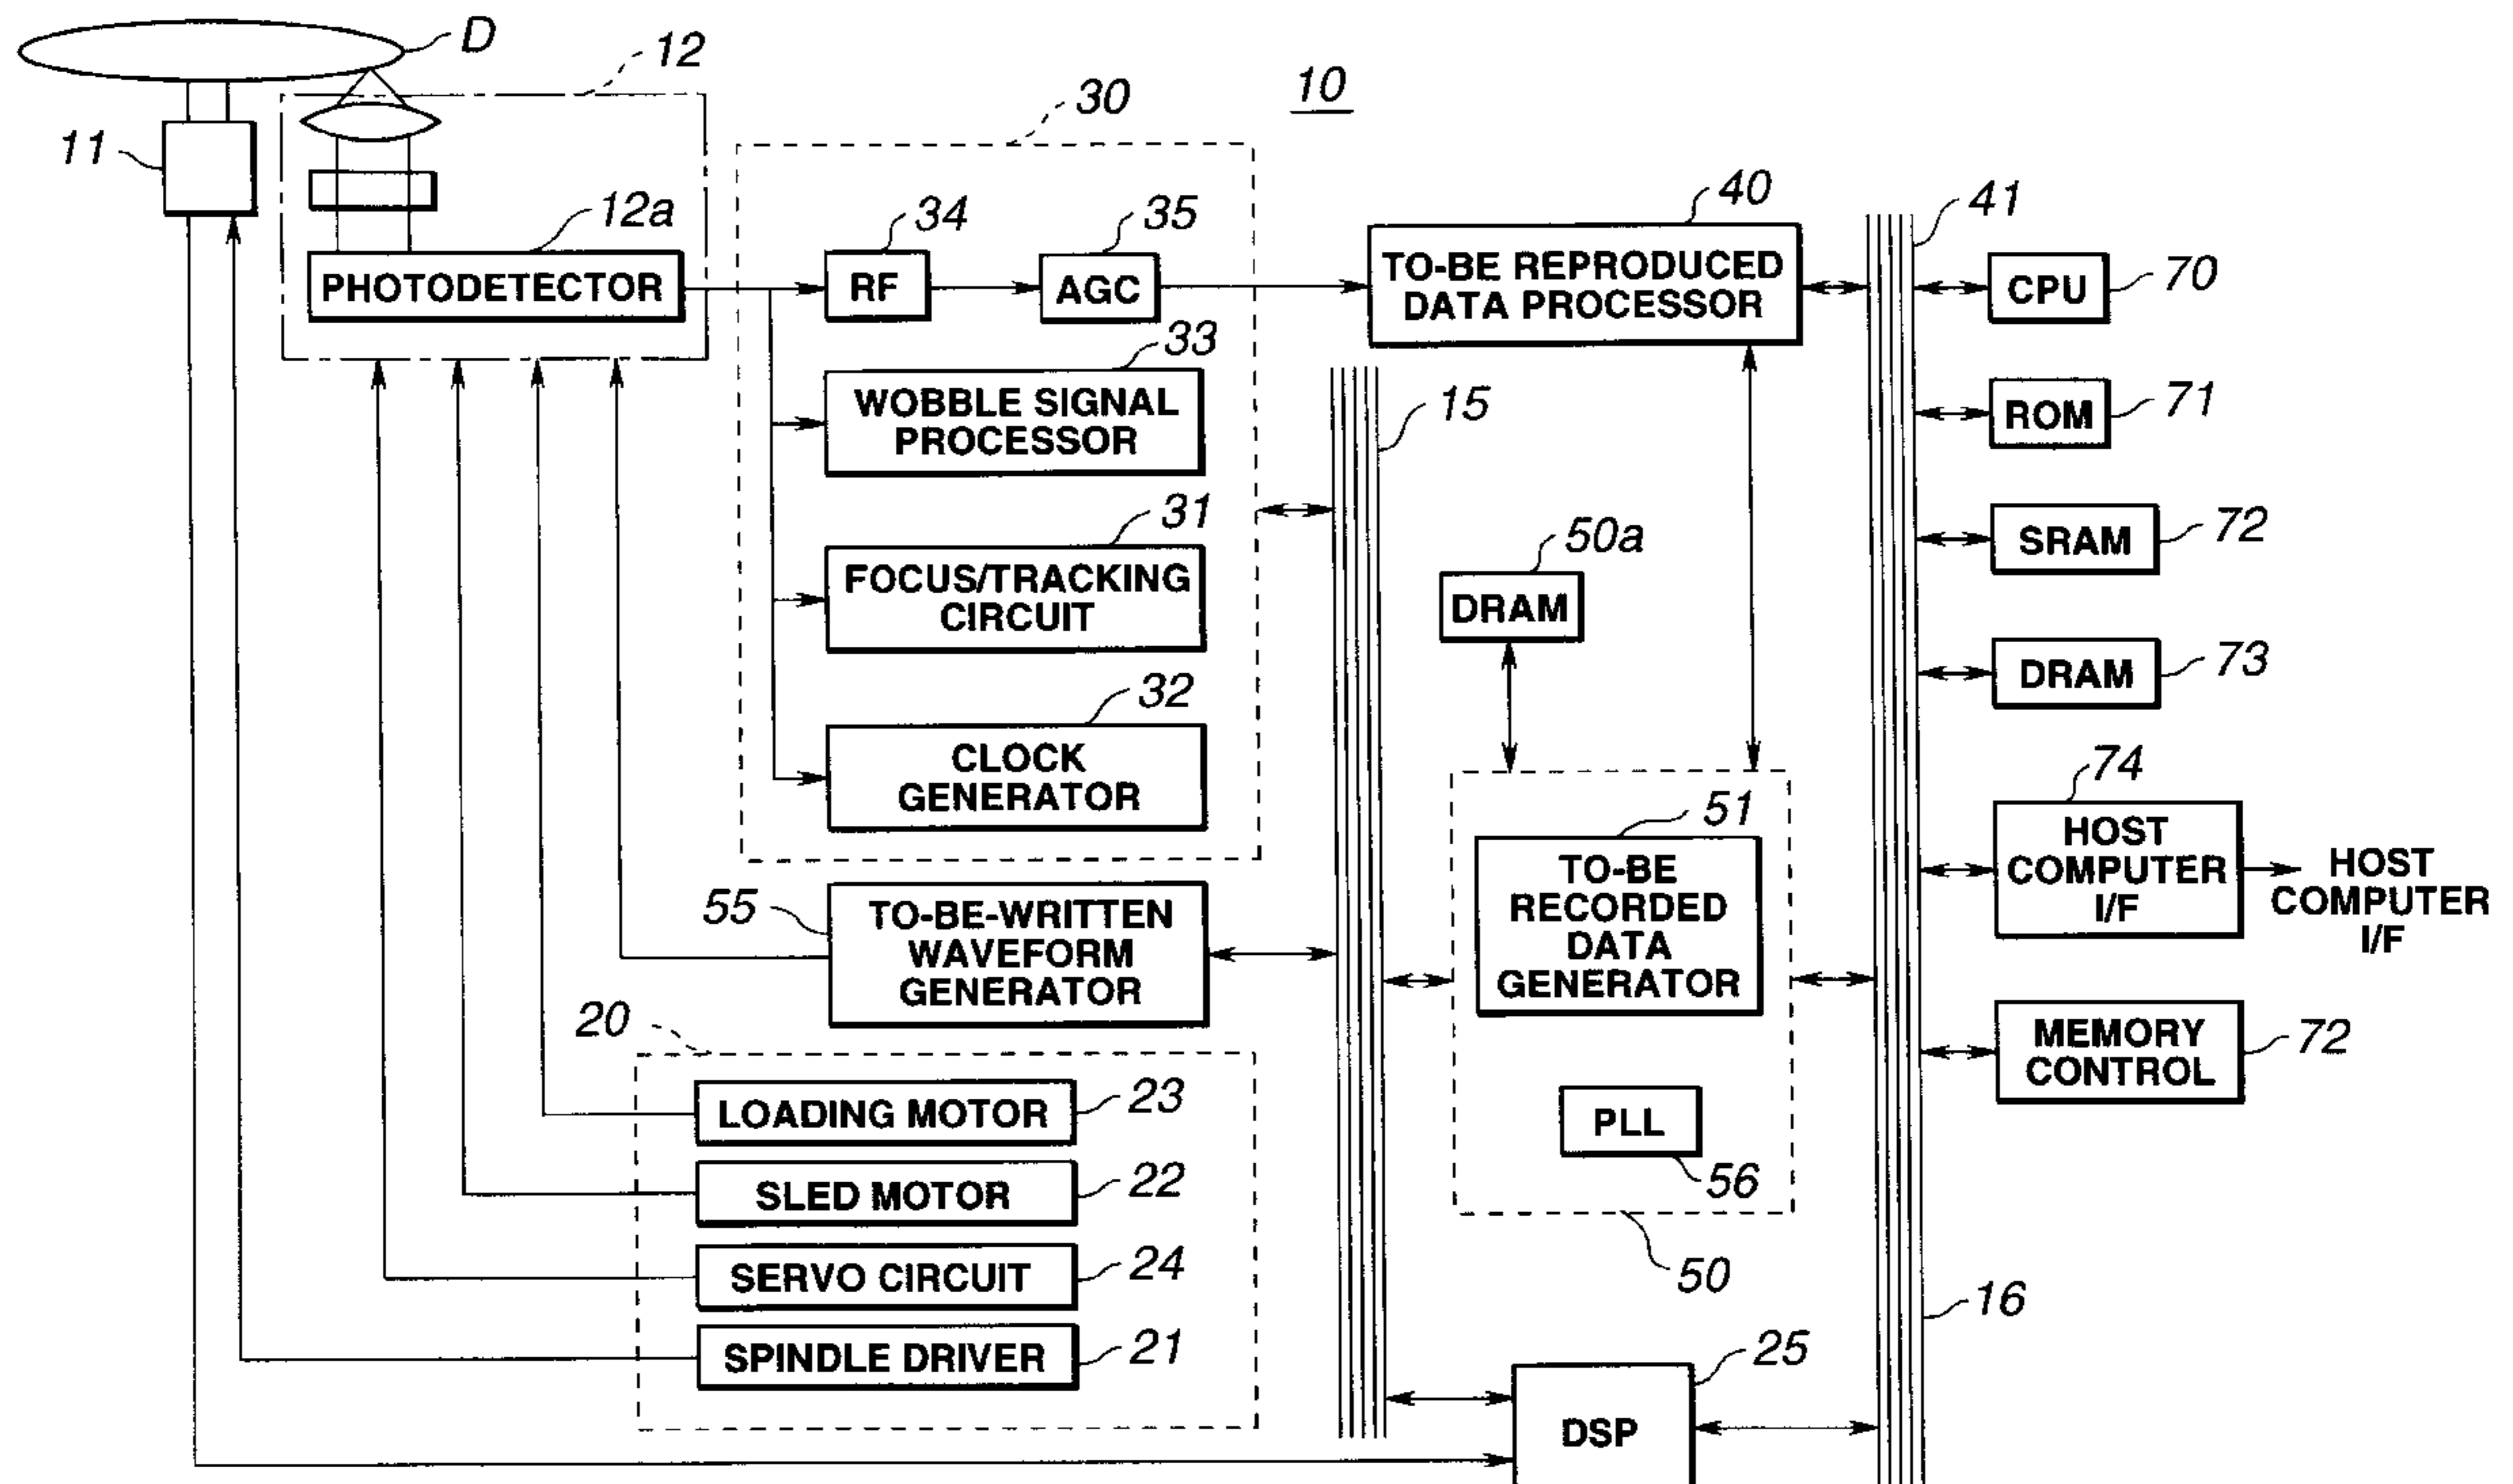 D
12
10
30
11
12a
34
35
40
41
PHOTODETECTOR
RF
AGC
TO-BE REPRODUCED
DATA PROCESSOR
CPU
70
33
WOBBLE SIGNAL
PROCESSOR
15
ROM
71
31
50a
SRAM
72
FOCUS/TRACKING
CIRCUIT
DRAM
DRAM
73
32
CLOCK
GENERATOR
74
51
HOST
COMPUTER
I/F
HOST
COMPUTER
I/F
55
TO-BE-WRITTEN
WAVEFORM
GENERATOR
TO-BE
RECORDED
DATA
GENERATOR
20
MEMORY
CONTROL
72
LOADING MOTOR
23
PLL
56
SLED MOTOR
22
SERVO CIRCUIT
24
50
16
SPINDLE DRIVER
21
25
DSP